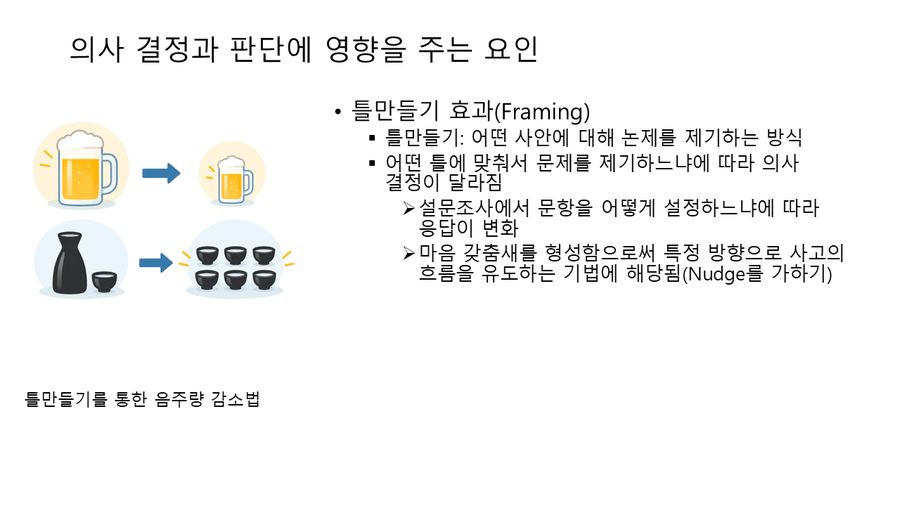 의사 결정과 판단에 영향을 주는 요인
• 틀만들기 효과(Framing)
▪ 틀만들기: 어떤 사안에 대해 논제를 제기하는 방식
▪ 어떤 틀에 맞춰서 문제를 제기하느냐에 따라 의사
결정이 달라짐
➢설문조사에서 문항을 어떻게 설정하느냐에 따라
응답이 변화
➢마음 갖춤새를 형성함으로써 특정 방향으로 사고의
흐름을 유도하는 기법에 해당됨(Nudge를 가하기)
틀만들기를 통한 음주량 감소법